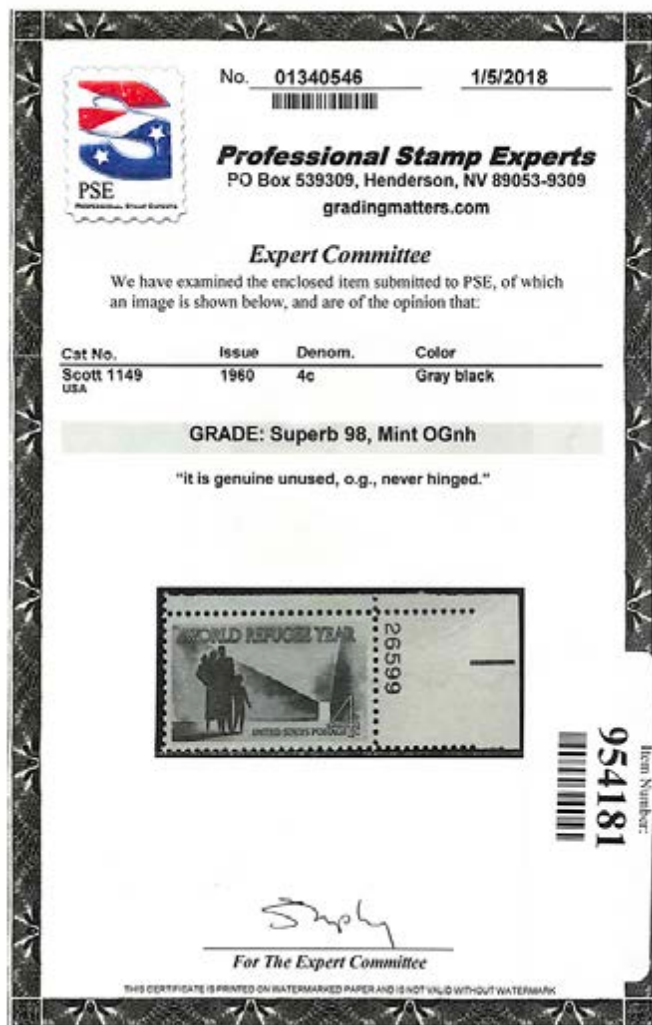 No. 01340546 1/5/2018
PSE
PROFESSIONAL STAMP EXPERTS
Professional Stamp Experts
PO Box 539309, Henderson, NV 89053-9309
gradingmatters.com
Expert Committee
We have examined the enclosed item submitted to PSE, of which
an image is shown below, and are of the opinion that:
Cat No. Issue Denom. Color
Scott 1149 1960 4c Gray black
USA
GRADE: Superb 98, Mint OGnh
"it is genuine unused, o.g., never hinged."
WORLD REFUGEE YEAR
4c
UNITED STATES POSTAGE
26599
Item Number:
954181
For The Expert Committee
THIS CERTIFICATE IS PRINTED ON WATERMARKED PAPER AND IS NOT VALID WITHOUT WATERMARK